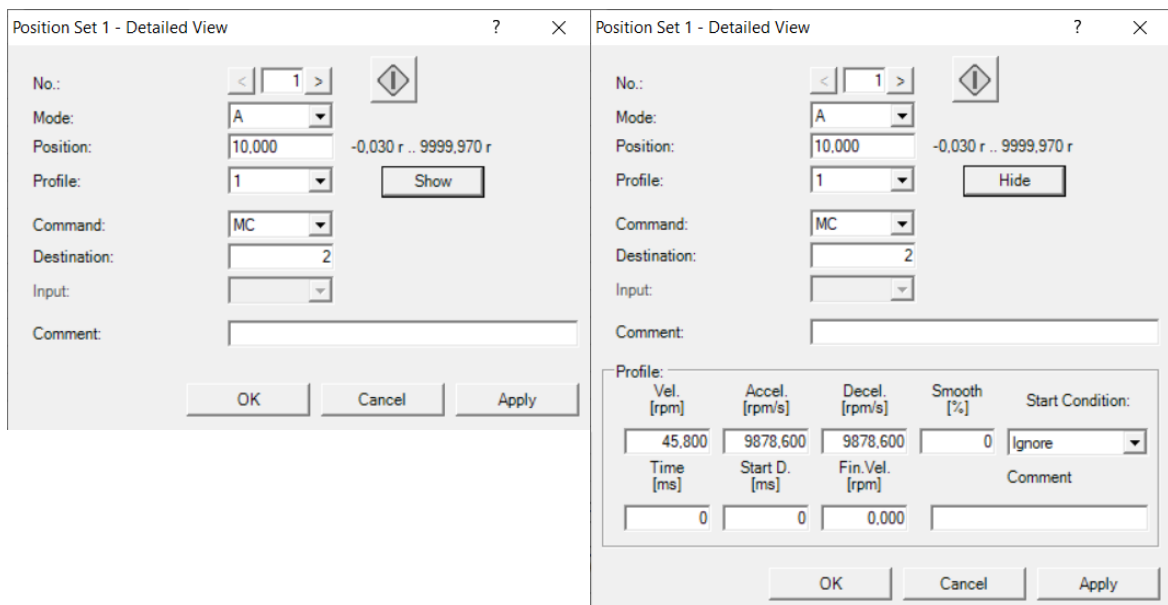 Position Set 1 - Detailed View ? ×
No.: < 1 >
Mode: A
Position: 10,000 -0,030 r .. 9999,970 r
Profile: 1 Show
Command: MC
Destination: 2
Input:
Comment:
OK Cancel Apply
Position Set 1 - Detailed View ? ×
No.: < 1 >
Mode: A
Position: 10,000 -0,030 r .. 9999,970 r
Profile: 1 Hide
Command: MC
Destination: 2
Input:
Comment:
Profile:
Vel. Accel. Decel. Smooth Start Condition:
[rpm] [rpm/s] [rpm/s] [%]
45,800 9878,600 9878,600 0 Ignore
Time Start D. Fin.Vel. Comment
[ms] [ms] [rpm]
0 0 0,000
OK Cancel Apply